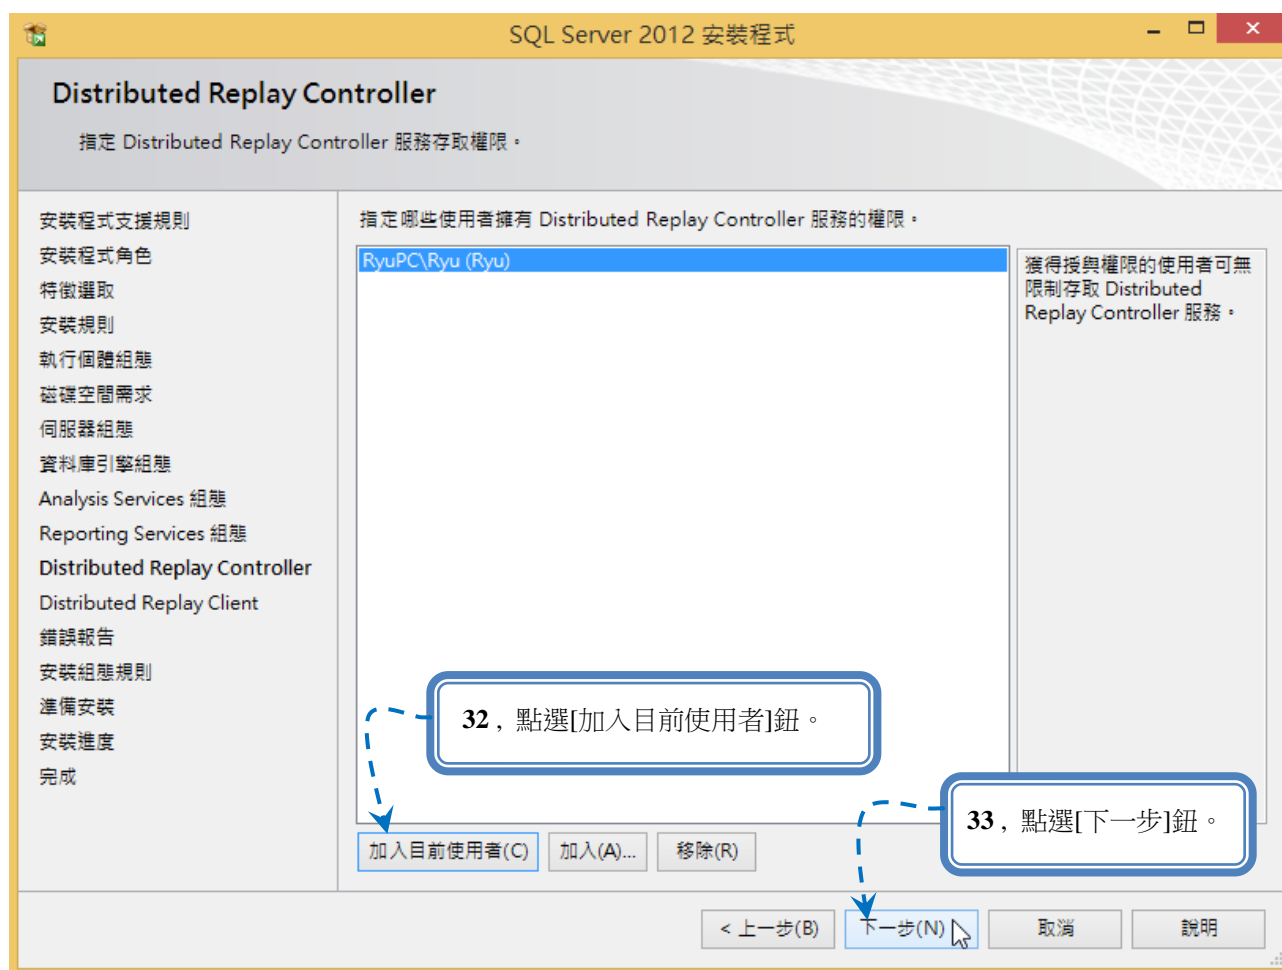 SQL Server 2012 安裝程式
Distributed Replay Controller
指定 Distributed Replay Controller 服務存取權限。
安裝程式支援規則
安裝程式角色
特徵選取
安裝規則
執行個體組態
磁碟空間需求
伺服器組態
資料庫引擎組態
Analysis Services 組態
Reporting Services 組態
Distributed Replay Controller
Distributed Replay Client
錯誤報告
安裝組態規則
準備安裝
安裝進度
完成
指定哪些使用者擁有 Distributed Replay Controller 服務的權限。
RyuPC\Ryu (Ryu)
獲得授與權限的使用者可無
限制存取 Distributed
Replay Controller 服務。
32，點選[加入目前使用者]鈕。
33，點選[下一步]鈕。
加入目前使用者(C)
加入(A)...
移除(R)
< 上一步(B)
下一步(N)
取消
說明